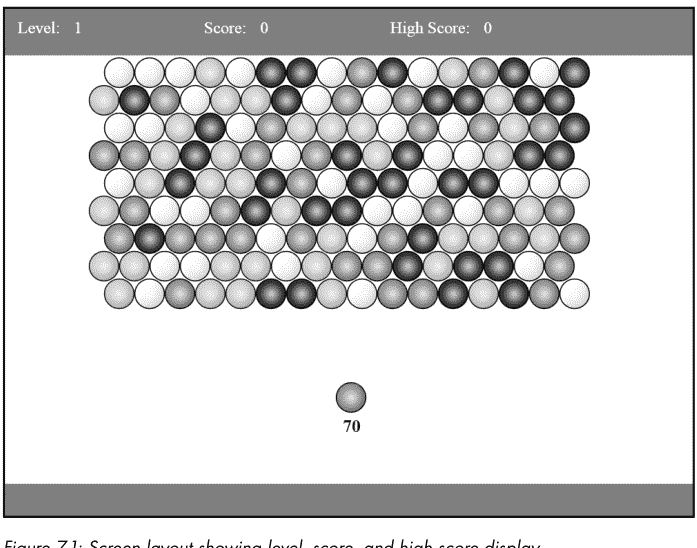 Level: 1 Score: 0 High Score: 0
70
Figure 7.1: Screen layout showing level, score, and high score display